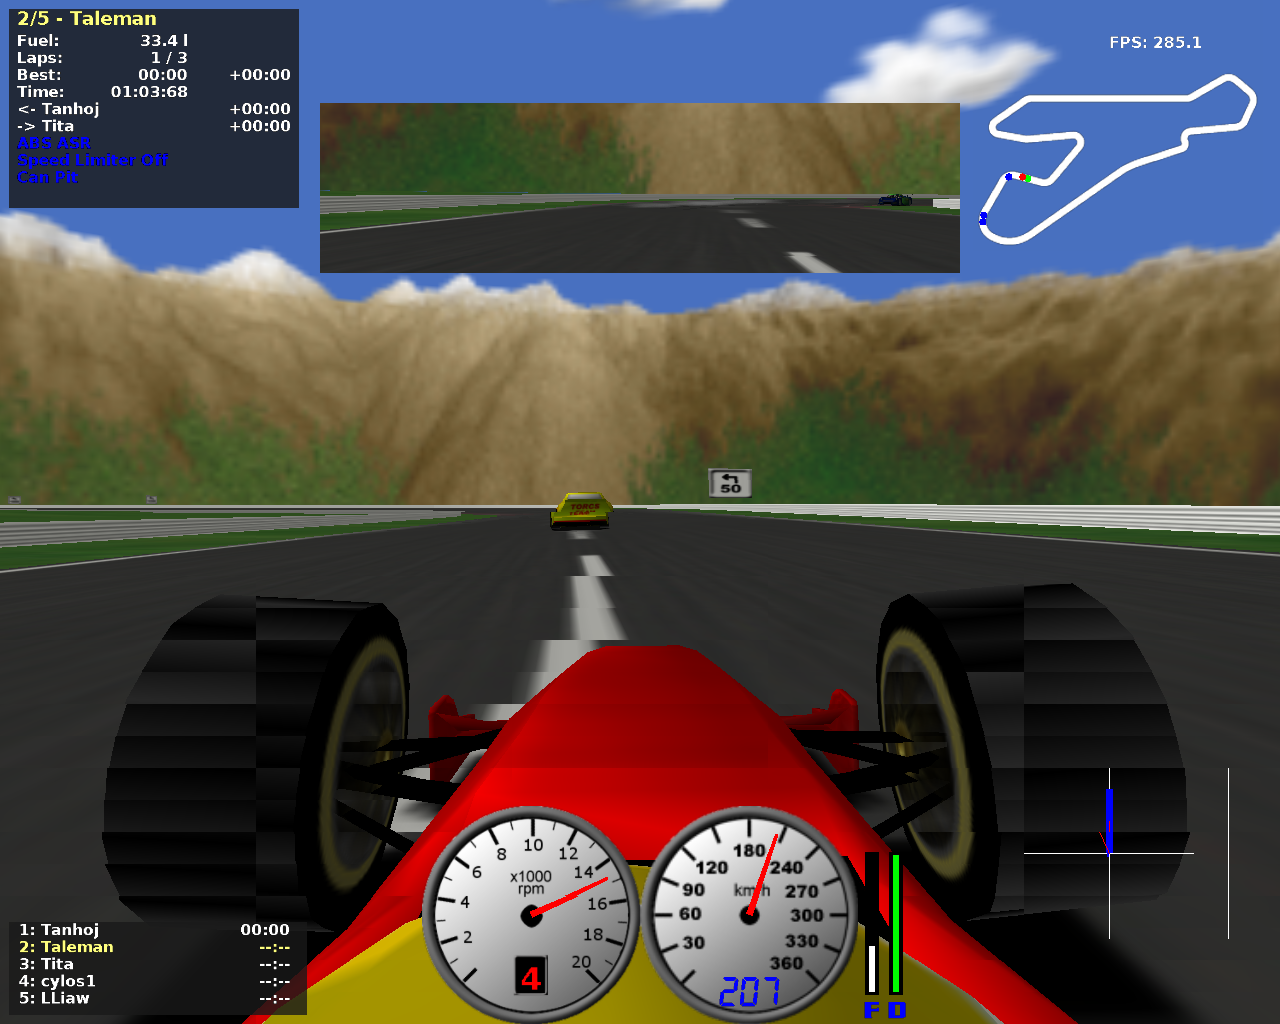 2/5 - Taleman
Fuel: 33.4 l
Laps: 1 / 3
Best: 00:00 +00:00
Time: 01:03:68
<- Tanhoj +00:00
-> Tita +00:00
ABS ASR
Speed Limiter Off
Can Pit
FPS: 285.1
50
TORCS
2 4 6 8 10 12 14 16 18 20
x1000
rpm
4
30 60 90 120 180 240 270 300 330 360
km/h
207
F D
1: Tanhoj 00:00
2: Taleman --:--
3: Tita --:--
4: cylos1 --:--
5: LLiaw --:--